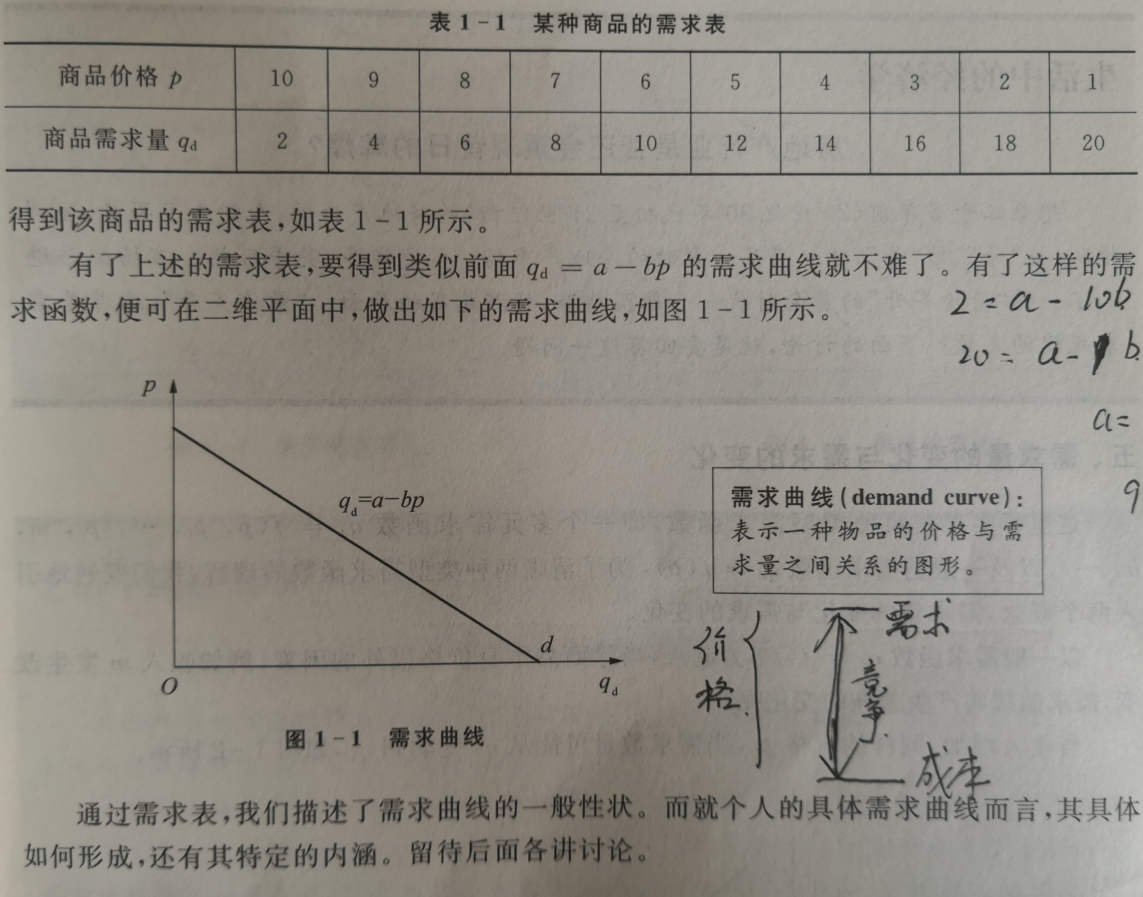 表 1-1 某种商品的需求表
商品价格 p 10 9 8 7 6 5 4 3 2 1
商品需求量 qd 2 4 6 8 10 12 14 16 18 20
得到该商品的需求表,如表 1-1 所示。
有了上述的需求表,要得到类似前面 qd = a - bp 的需求曲线就不难了。有了这样的需
求函数,便可在二维平面中,做出如下的需求曲线,如图 1-1 所示。
2 = a - 10b
20 = a - b
a =
9
p
qd=a-bp
d
O
qd
图 1-1 需求曲线
需求曲线(demand curve):
表示一种物品的价格与需
求量之间关系的图形。
价格
需求
竞争
成本
通过需求表,我们描述了需求曲线的一般性状。而就个人的具体需求曲线而言,其具体
如何形成,还有其特定的内涵。留待后面各讲讨论。